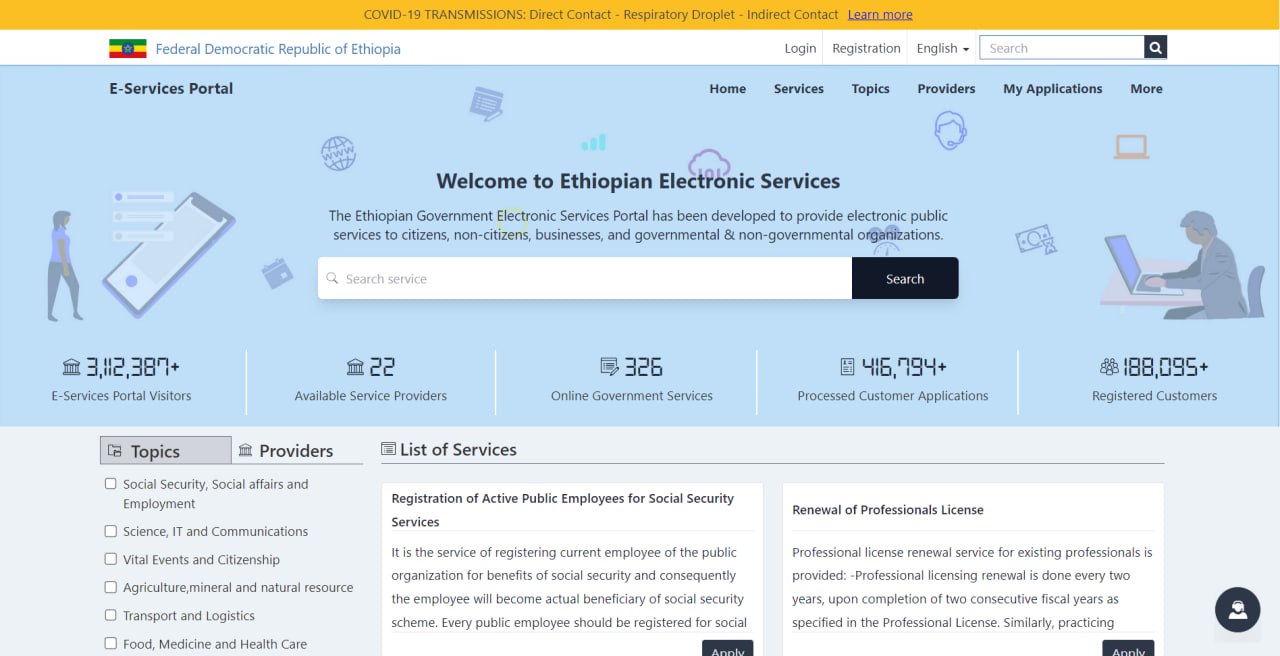 COVID-19 TRANSMISSIONS: Direct Contact - Respiratory Droplet - Indirect Contact Learn more
Federal Democratic Republic of Ethiopia
Login Registration English Search
E-Services Portal
Home Services Topics Providers My Applications More
WWW
Welcome to Ethiopian Electronic Services
The Ethiopian Government Electronic Services Portal has been developed to provide electronic public
services to citizens, non-citizens, businesses, and governmental & non-governmental organizations.
Search service Search
3,112,387+ 22 326 416,794+ 188,095+
E-Services Portal Visitors Available Service Providers Online Government Services Processed Customer Applications Registered Customers
Topics Providers
Social Security, Social affairs and
Employment
Science, IT and Communications
Vital Events and Citizenship
Agriculture,mineral and natural resource
Transport and Logistics
Food, Medicine and Health Care
List of Services
Registration of Active Public Employees for Social Security
Services
It is the service of registering current employee of the public
organization for benefits of social security and consequently
the employee will become actual beneficiary of social security
scheme. Every public employee should be registered for social
Apply
Renewal of Professionals License
Professional license renewal service for existing professionals is
provided: -Professional licensing renewal is done every two
years, upon completion of two consecutive fiscal years as
specified in the Professional License. Similarly, practicing
Apply